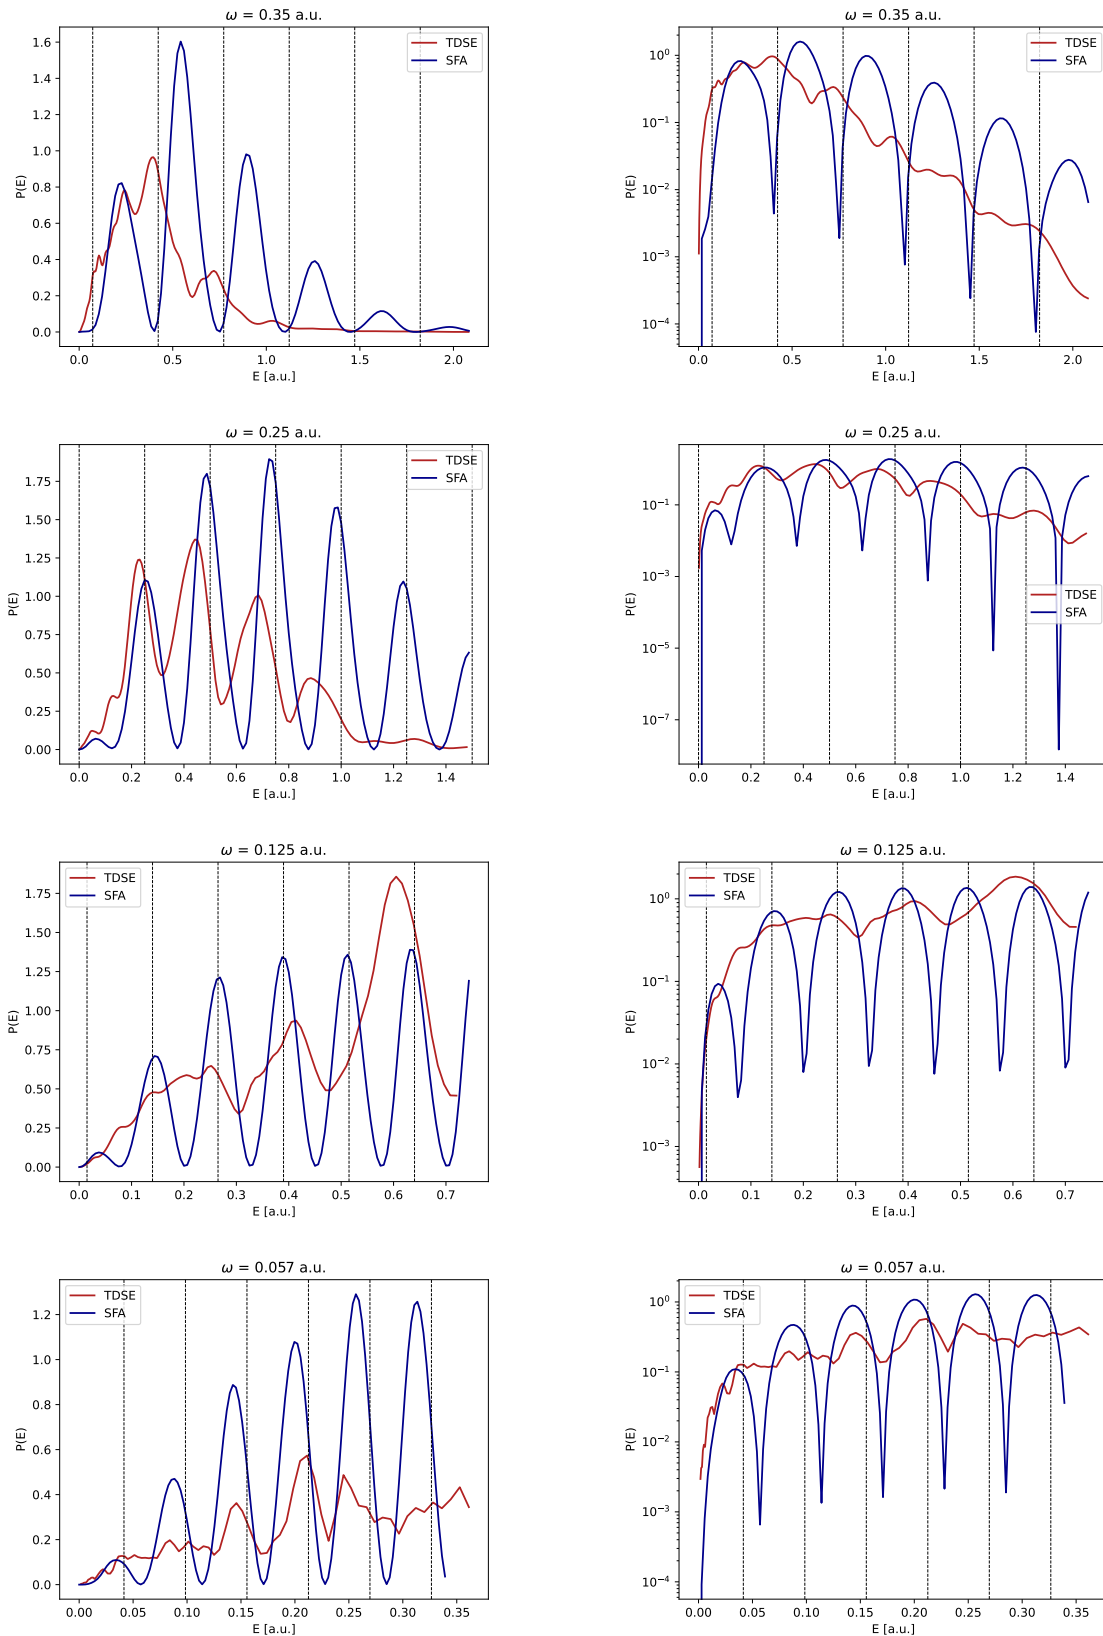 ω = 0.35 a.u.
1.6
1.4
1.2
1.0
0.8
0.6
0.4
0.2
0.0
P(E)
TDSE
SFA
0.0 0.5 1.0 1.5 2.0
E [a.u.]
ω = 0.35 a.u.
10⁰
10⁻¹
10⁻²
10⁻³
10⁻⁴
P(E)
TDSE
SFA
0.0 0.5 1.0 1.5 2.0
E [a.u.]
ω = 0.25 a.u.
1.75
1.50
1.25
1.00
0.75
0.50
0.25
0.00
P(E)
TDSE
SFA
0.0 0.2 0.4 0.6 0.8 1.0 1.2 1.4
E [a.u.]
ω = 0.25 a.u.
10⁻¹
10⁻³
10⁻⁵
10⁻⁷
P(E)
TDSE
SFA
0.0 0.2 0.4 0.6 0.8 1.0 1.2 1.4
E [a.u.]
ω = 0.125 a.u.
1.75
1.50
1.25
1.00
0.75
0.50
0.25
0.00
P(E)
TDSE
SFA
0.0 0.1 0.2 0.3 0.4 0.5 0.6 0.7
E [a.u.]
ω = 0.125 a.u.
10⁰
10⁻¹
10⁻²
10⁻³
P(E)
TDSE
SFA
0.0 0.1 0.2 0.3 0.4 0.5 0.6 0.7
E [a.u.]
ω = 0.057 a.u.
1.2
1.0
0.8
0.6
0.4
0.2
0.0
P(E)
TDSE
SFA
0.00 0.05 0.10 0.15 0.20 0.25 0.30 0.35
E [a.u.]
ω = 0.057 a.u.
10⁰
10⁻¹
10⁻²
10⁻³
10⁻⁴
P(E)
TDSE
SFA
0.00 0.05 0.10 0.15 0.20 0.25 0.30 0.35
E [a.u.]